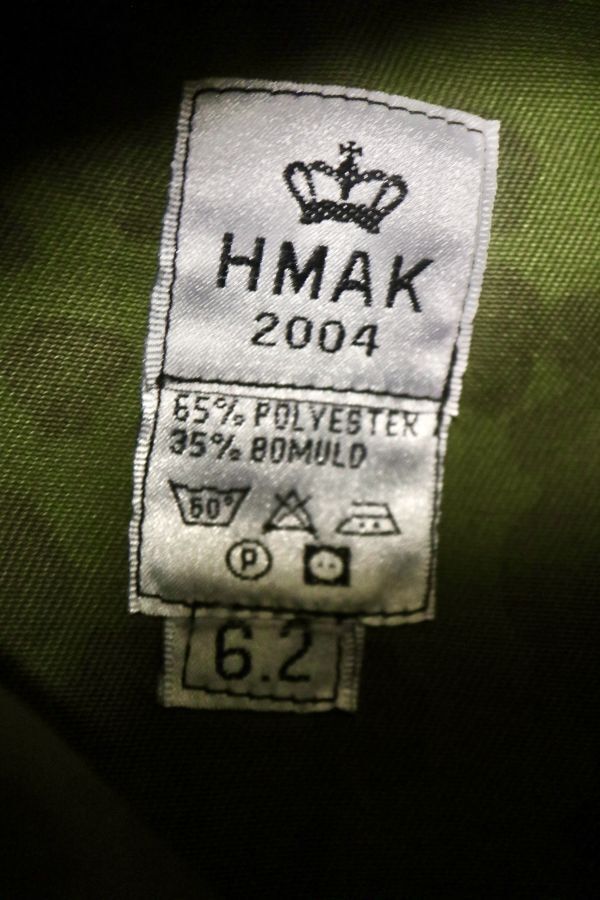 HMAK
2004
65% POLYESTER
35% BOMULD
60°
P
6.2